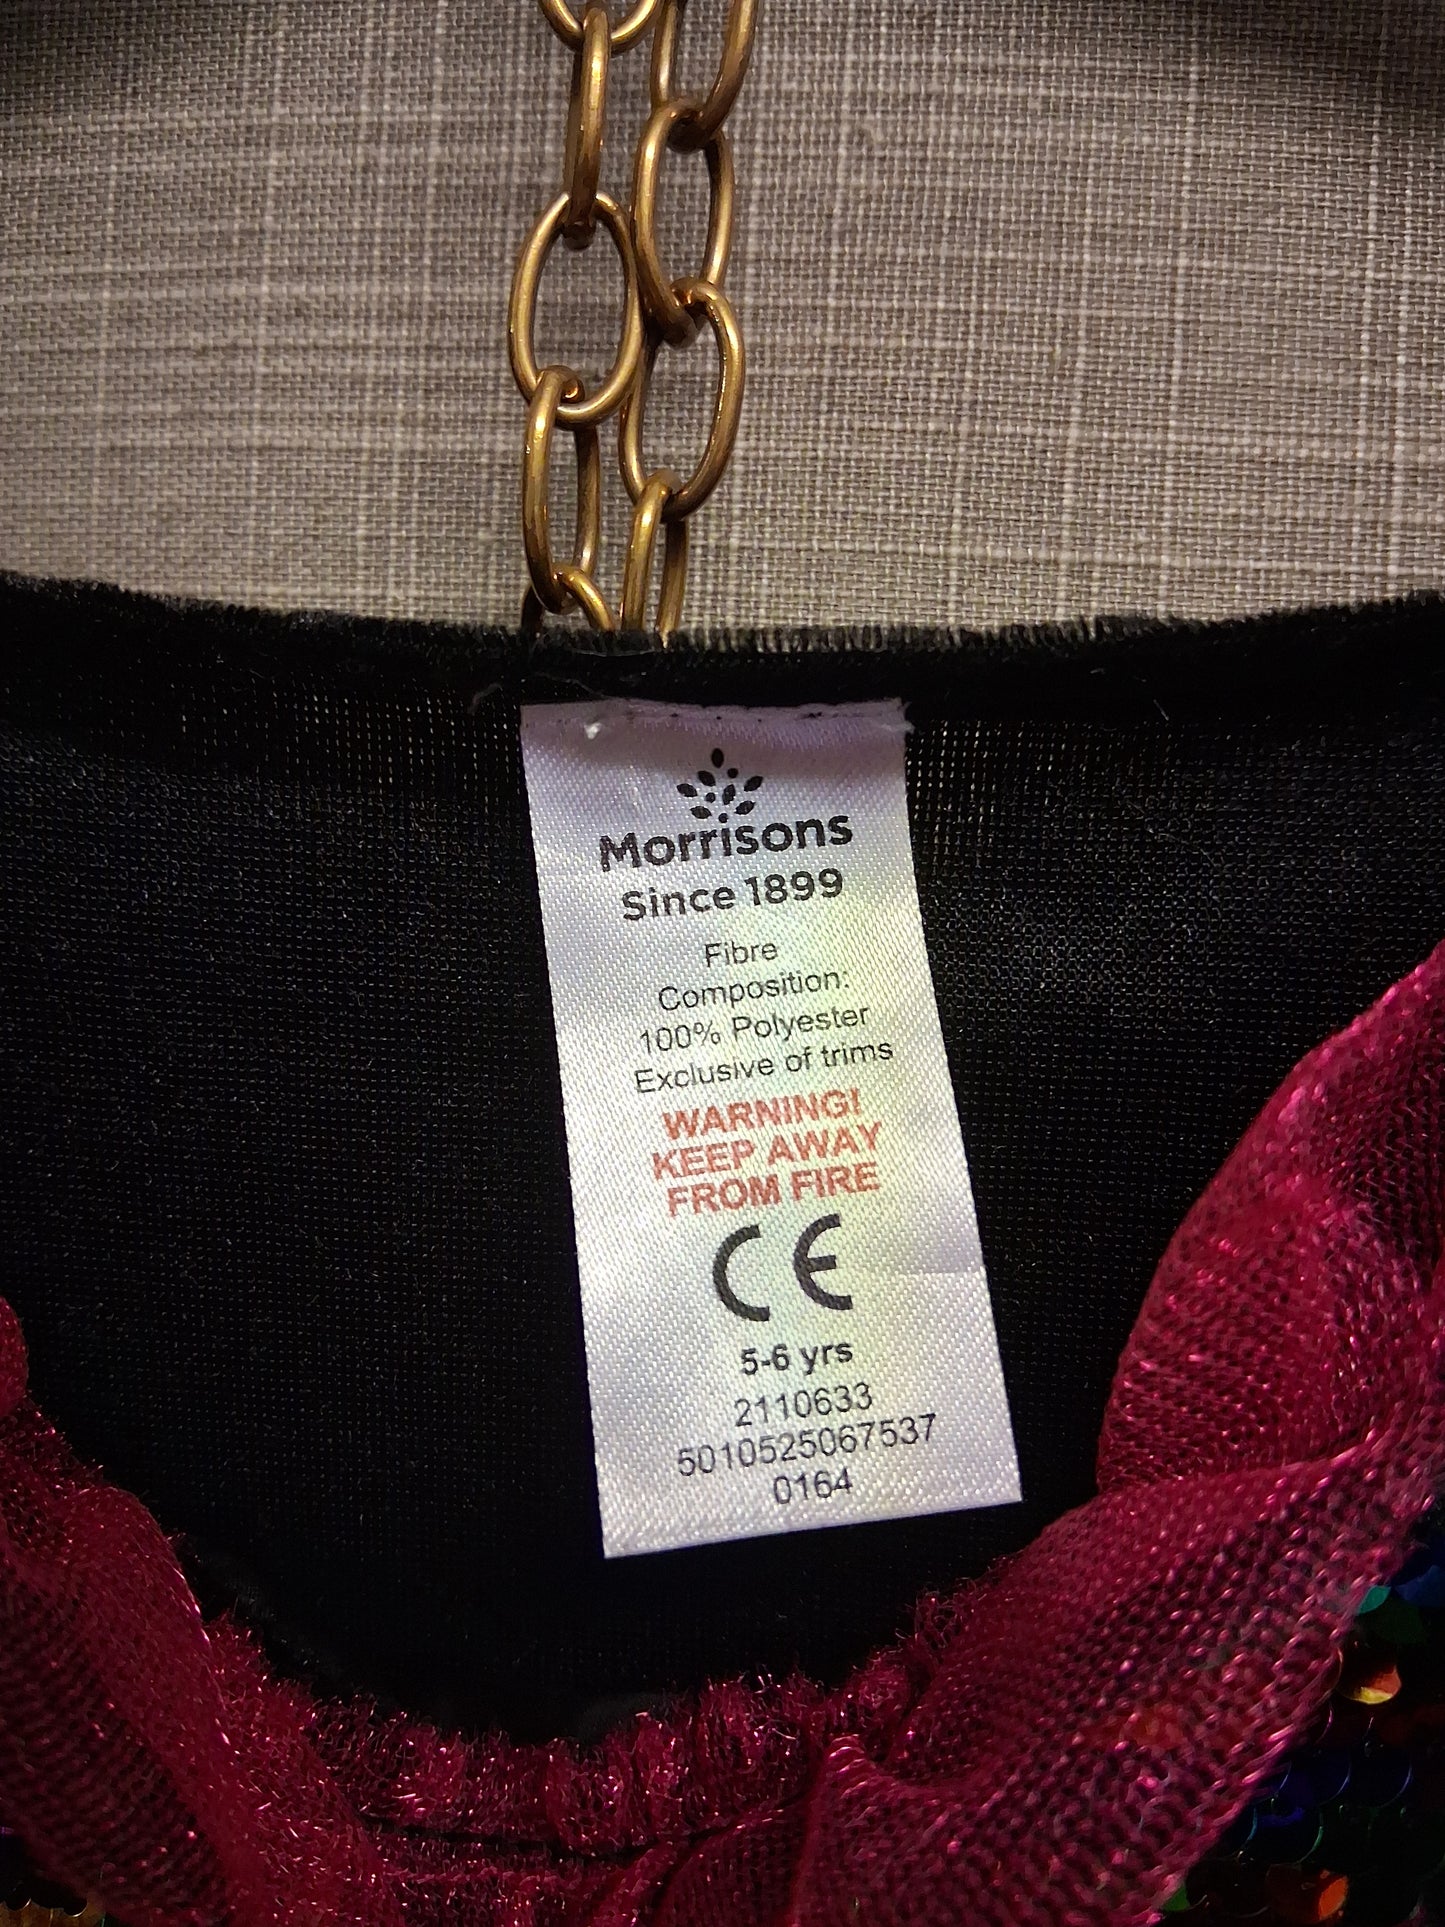 Morrisons
Since 1899
Fibre
Composition:
100% Polyester
Exclusive of trims
WARNING!
KEEP AWAY
FROM FIRE
CE
5-6 yrs
2110633
5010525067537
0164